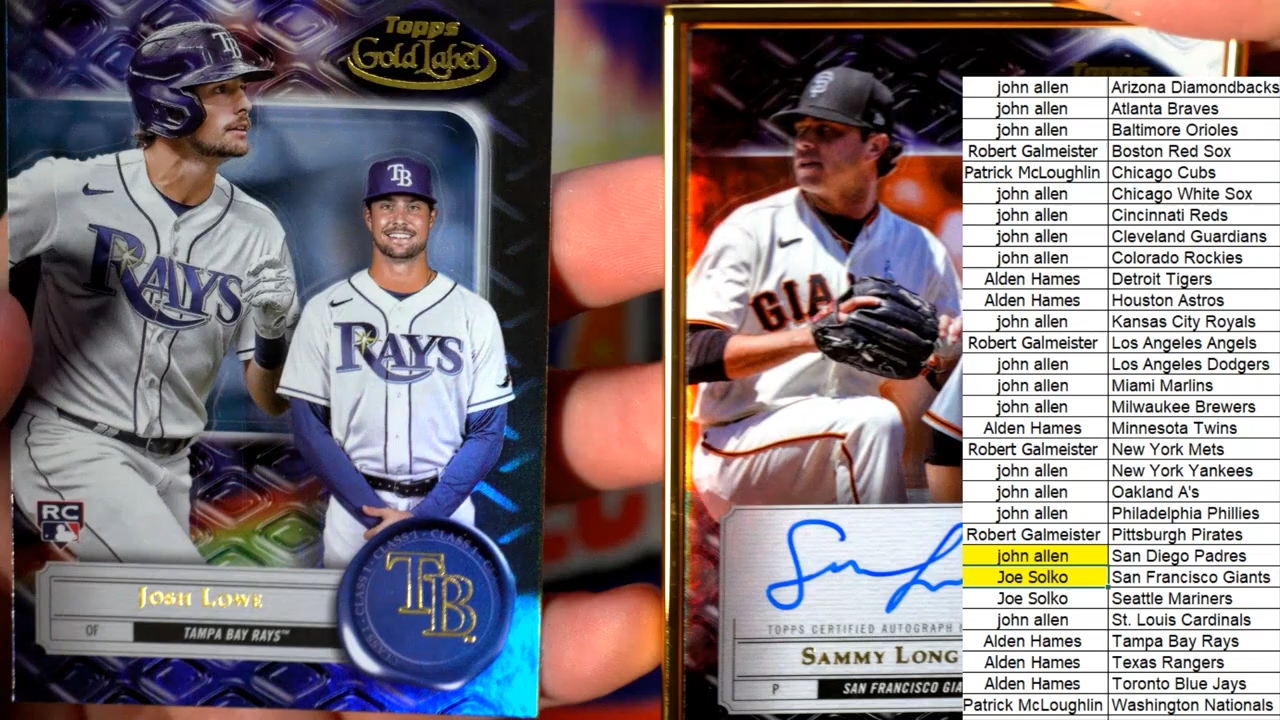 Topps
Gold Label
TB
TB
RAYS
RAYS
RC
CLASS 1 · CLASS 1
TB
JOSH LOWE
OF
TAMPA BAY RAYS™
Topps
SF
GIA
TOPPS CERTIFIED AUTOGRAPH
SAMMY LONG
P
SAN FRANCISCO GIA
john allen Arizona Diamondbacks
john allen Atlanta Braves
john allen Baltimore Orioles
Robert Galmeister Boston Red Sox
Patrick McLoughlin Chicago Cubs
john allen Chicago White Sox
john allen Cincinnati Reds
john allen Cleveland Guardians
john allen Colorado Rockies
Alden Hames Detroit Tigers
Alden Hames Houston Astros
john allen Kansas City Royals
Robert Galmeister Los Angeles Angels
john allen Los Angeles Dodgers
john allen Miami Marlins
john allen Milwaukee Brewers
Alden Hames Minnesota Twins
Robert Galmeister New York Mets
john allen New York Yankees
john allen Oakland A's
john allen Philadelphia Phillies
Robert Galmeister Pittsburgh Pirates
john allen San Diego Padres
Joe Solko San Francisco Giants
Joe Solko Seattle Mariners
john allen St. Louis Cardinals
Alden Hames Tampa Bay Rays
Alden Hames Texas Rangers
Alden Hames Toronto Blue Jays
Patrick McLoughlin Washington Nationals